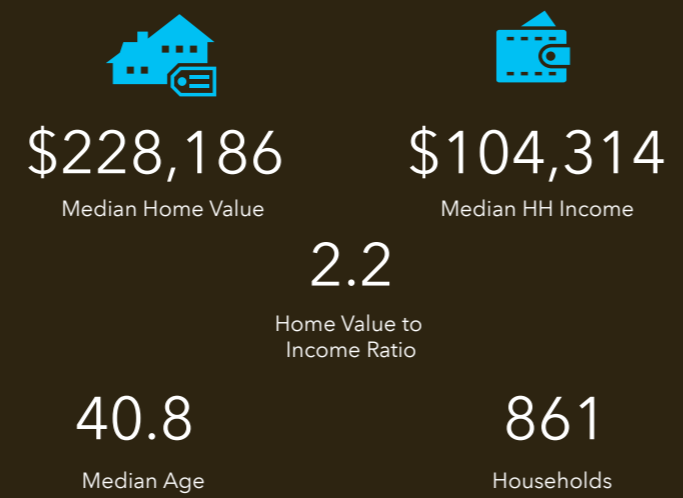 $228,186
Median Home Value
$104,314
Median HH Income
2.2
Home Value to
Income Ratio
40.8
Median Age
861
Households